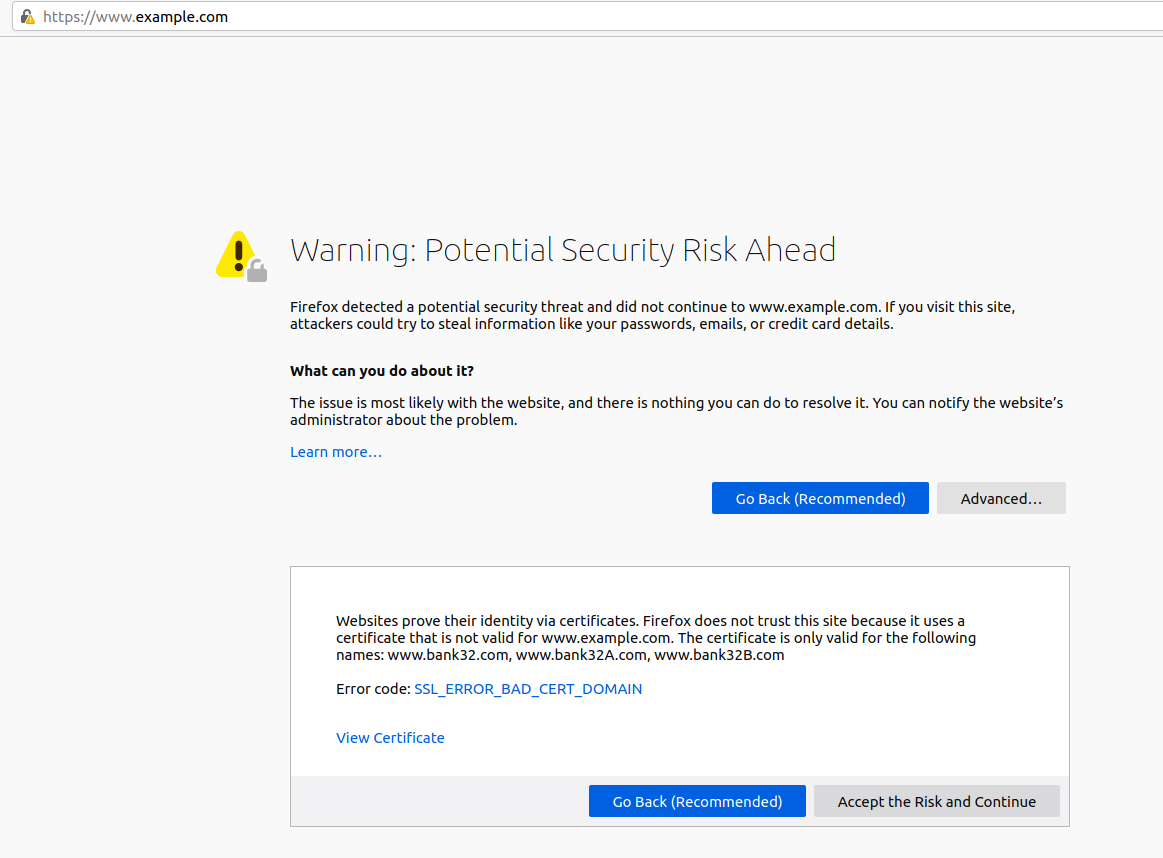 https://www.example.com
Warning: Potential Security Risk Ahead
Firefox detected a potential security threat and did not continue to www.example.com. If you visit this site,
attackers could try to steal information like your passwords, emails, or credit card details.
What can you do about it?
The issue is most likely with the website, and there is nothing you can do to resolve it. You can notify the website’s
administrator about the problem.
Learn more…
Go Back (Recommended) Advanced…
Websites prove their identity via certificates. Firefox does not trust this site because it uses a
certificate that is not valid for www.example.com. The certificate is only valid for the following
names: www.bank32.com, www.bank32A.com, www.bank32B.com
Error code: SSL_ERROR_BAD_CERT_DOMAIN
View Certificate
Go Back (Recommended) Accept the Risk and Continue